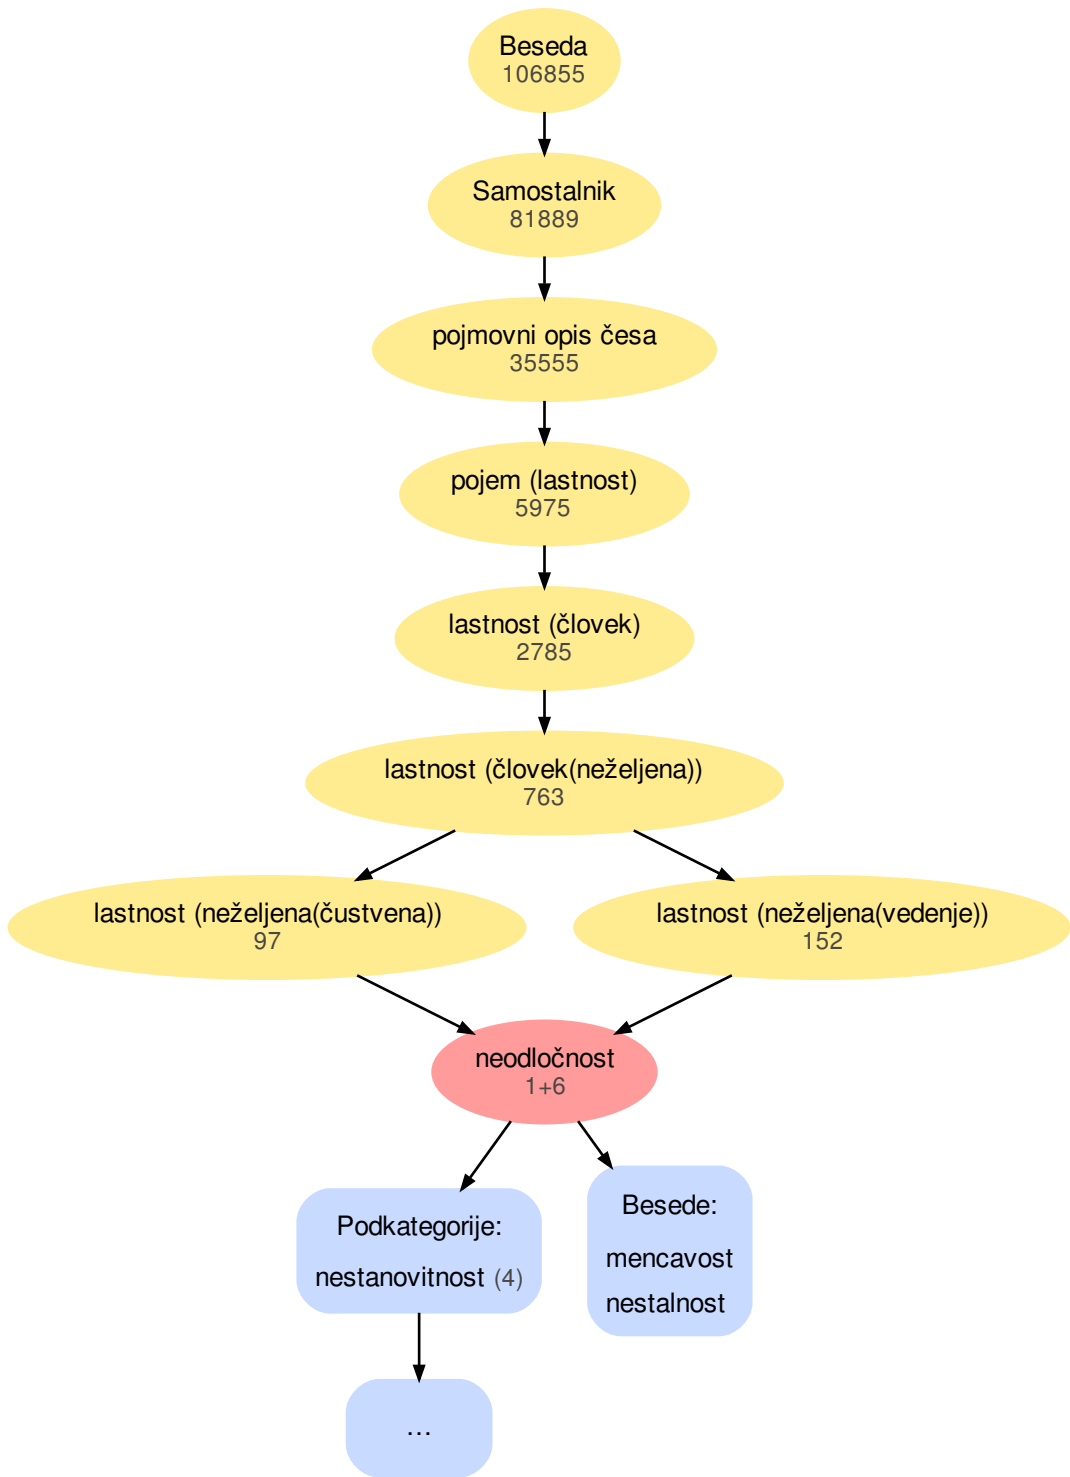 Beseda
106855
Samostalnik
81889
pojmovni opis česa
35555
pojem (lastnost)
5975
lastnost (človek)
2785
lastnost (človek(neželjena))
763
lastnost (neželjena(čustvena))
97
lastnost (neželjena(vedenje))
152
neodločnost
1+6
Podkategorije:
nestanovitnost (4)
Besede:
mencavost
nestalnost
...